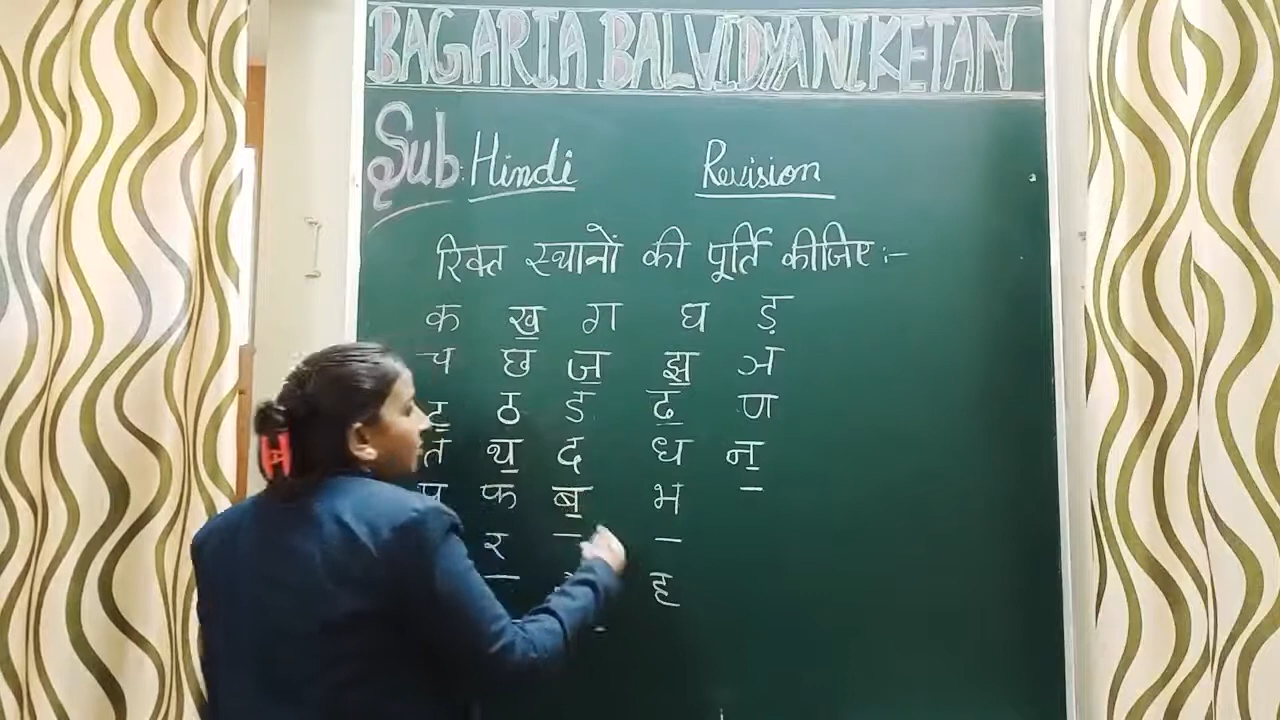 BAGARIA BALVIDYANIKETAN
Sub: Hindi Revision
रिक्त स्थानों की पूर्ति कीजिए:-
क ख ग घ ड़
च छ ज झ ञ
ट ठ ड ढ ण
त थ द ध न
प फ ब भ _
र _ _
_ ह